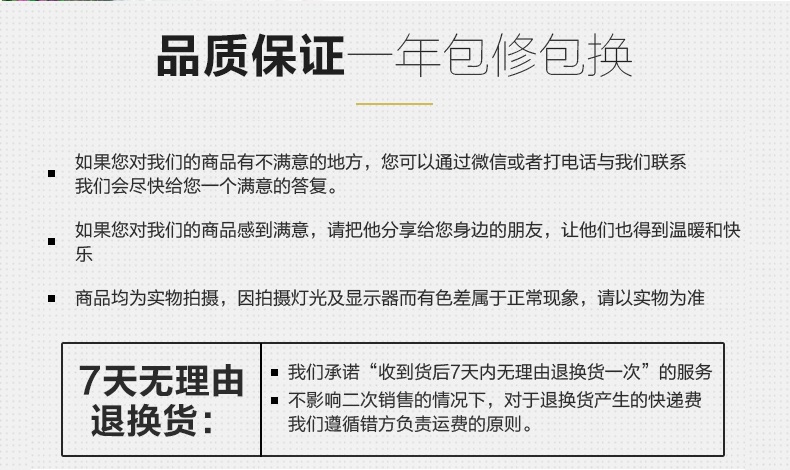 品质保证一年包修包换
如果您对我们的商品有不满意的地方，您可以通过微信或者打电话与我们联系
我们会尽快给您一个满意的答复。
如果您对我们的商品感到满意，请把他分享给您身边的朋友，让他们也得到温暖和快
乐
商品均为实物拍摄，因拍摄灯光及显示器而有色差属于正常现象，请以实物为准
7天无理由
退换货：
我们承诺“收到货后7天内无理由退换货一次”的服务
不影响二次销售的情况下，对于退换货产生的快递费
我们遵循错方负责运费的原则。